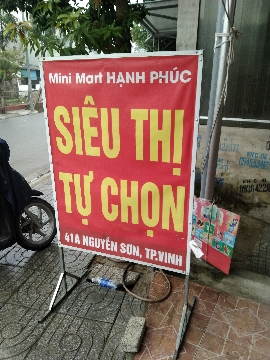 Mini Mart HẠNH PHÚC
SIÊU THỊ
TỰ CHỌN
41A NGUYỄN SƠN, TP.VINH